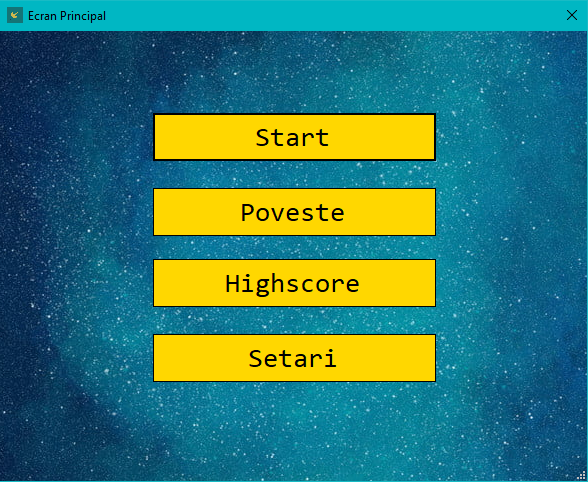 Ecran Principal
Start
Poveste
Highscore
Setari